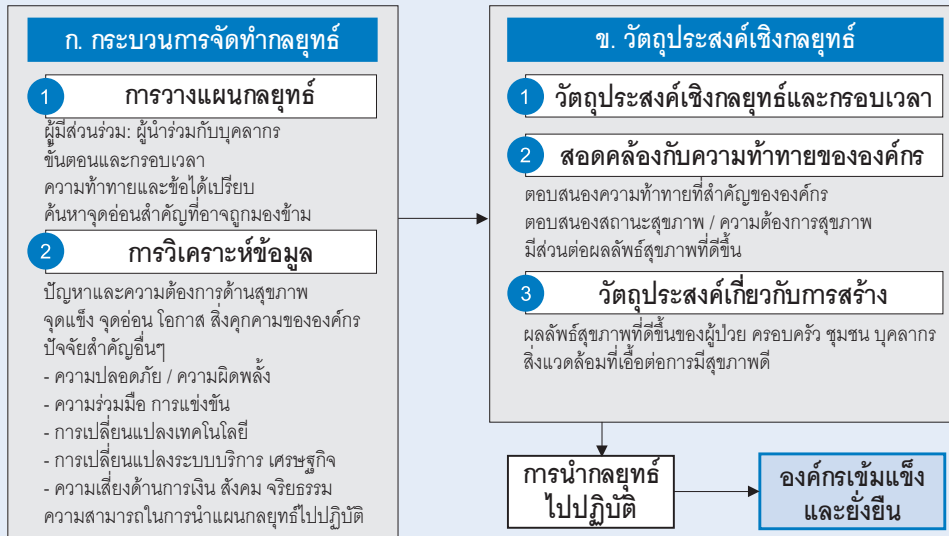 ก. กระบวนการจัดทำกลยุทธ์
1 การวางแผนกลยุทธ์
ผู้มีส่วนร่วม: ผู้นำร่วมกับบุคลากร
ขั้นตอนและกรอบเวลา
ความท้าทายและข้อได้เปรียบ
ค้นหาจุดอ่อนสำคัญที่อาจถูกมองข้าม
2 การวิเคราะห์ข้อมูล
ปัญหาและความต้องการด้านสุขภาพ
จุดแข็ง จุดอ่อน โอกาส สิ่งคุกคามขององค์กร
ปัจจัยสำคัญอื่นๆ
- ความปลอดภัย / ความผิดพลั้ง
- ความร่วมมือ การแข่งขัน
- การเปลี่ยนแปลงเทคโนโลยี
- การเปลี่ยนแปลงระบบบริการ เศรษฐกิจ
- ความเสี่ยงด้านการเงิน สังคม จริยธรรม
ความสามารถในการนำแผนกลยุทธ์ไปปฏิบัติ
ข. วัตถุประสงค์เชิงกลยุทธ์
1 วัตถุประสงค์เชิงกลยุทธ์และกรอบเวลา
2 สอดคล้องกับความท้าทายขององค์กร
ตอบสนองความท้าทายที่สำคัญขององค์กร
ตอบสนองสถานะสุขภาพ / ความต้องการสุขภาพ
มีส่วนต่อผลลัพธ์สุขภาพที่ดีขึ้น
3 วัตถุประสงค์เกี่ยวกับการสร้าง
ผลลัพธ์สุขภาพที่ดีขึ้นของผู้ป่วย ครอบครัว ชุมชน บุคลากร
สิ่งแวดล้อมที่เอื้อต่อการมีสุขภาพดี
การนำกลยุทธ์
ไปปฏิบัติ
องค์กรเข้มแข็ง
และยั่งยืน